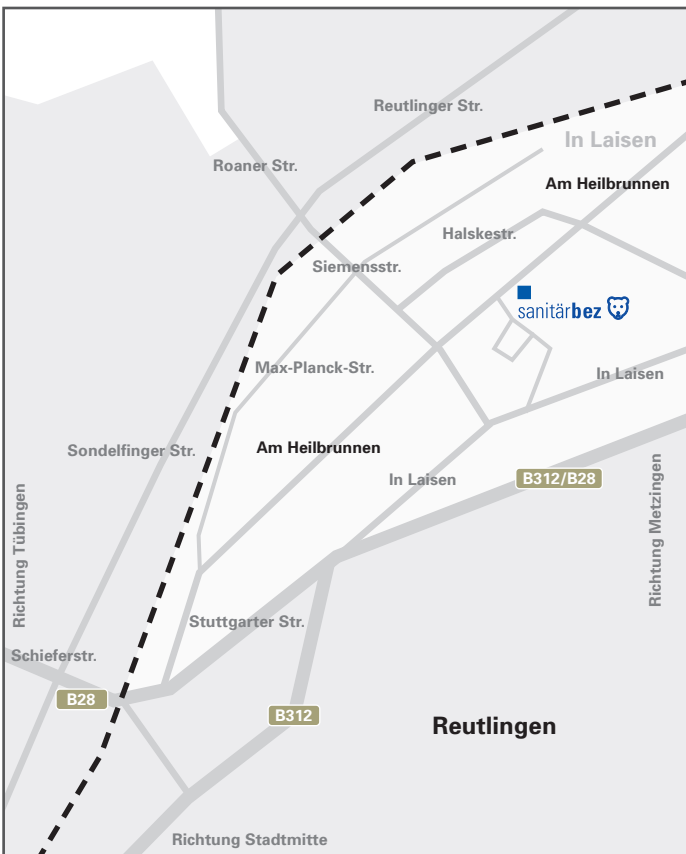 Reutlinger Str.
In Laisen
Roaner Str.
Am Heilbrunnen
Halskestr.
Siemensstr.
sanitärbez
Max-Planck-Str.
In Laisen
Sondelfinger Str.
Am Heilbrunnen
In Laisen
B312/B28
Richtung Tübingen
Richtung Metzingen
Stuttgarter Str.
Schieferstr.
B28
B312
Reutlingen
Richtung Stadtmitte